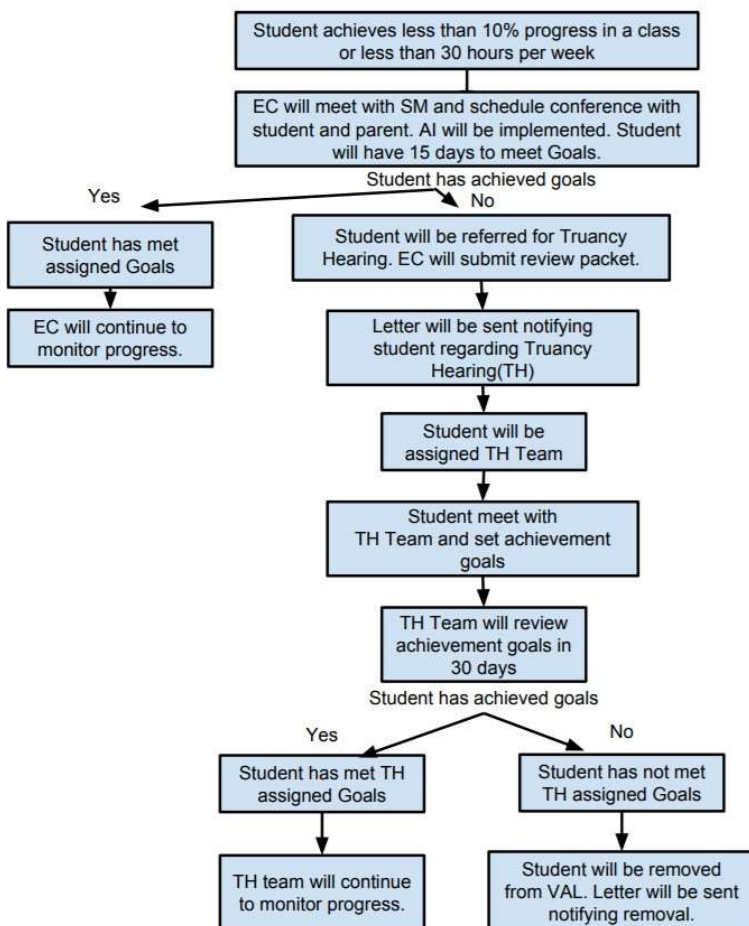 Student achieves less than 10% progress in a class
or less than 30 hours per week
EC will meet with SM and schedule conference with
student and parent. AI will be implemented. Student
will have 15 days to meet Goals.
Student has achieved goals
Yes
No
Student has met
assigned Goals
Student will be referred for Truancy
Hearing. EC will submit review packet.
EC will continue to
monitor progress.
Letter will be sent notifying
student regarding Truancy
Hearing(TH)
Student will be
assigned TH Team
Student meet with
TH Team and set achievement
goals
TH Team will review
achievement goals in
30 days
Student has achieved goals
Yes
No
Student has met TH
assigned Goals
Student has not met
TH assigned Goals
TH team will continue
to monitor progress.
Student will be removed
from VAL. Letter will be sent
notifying removal.